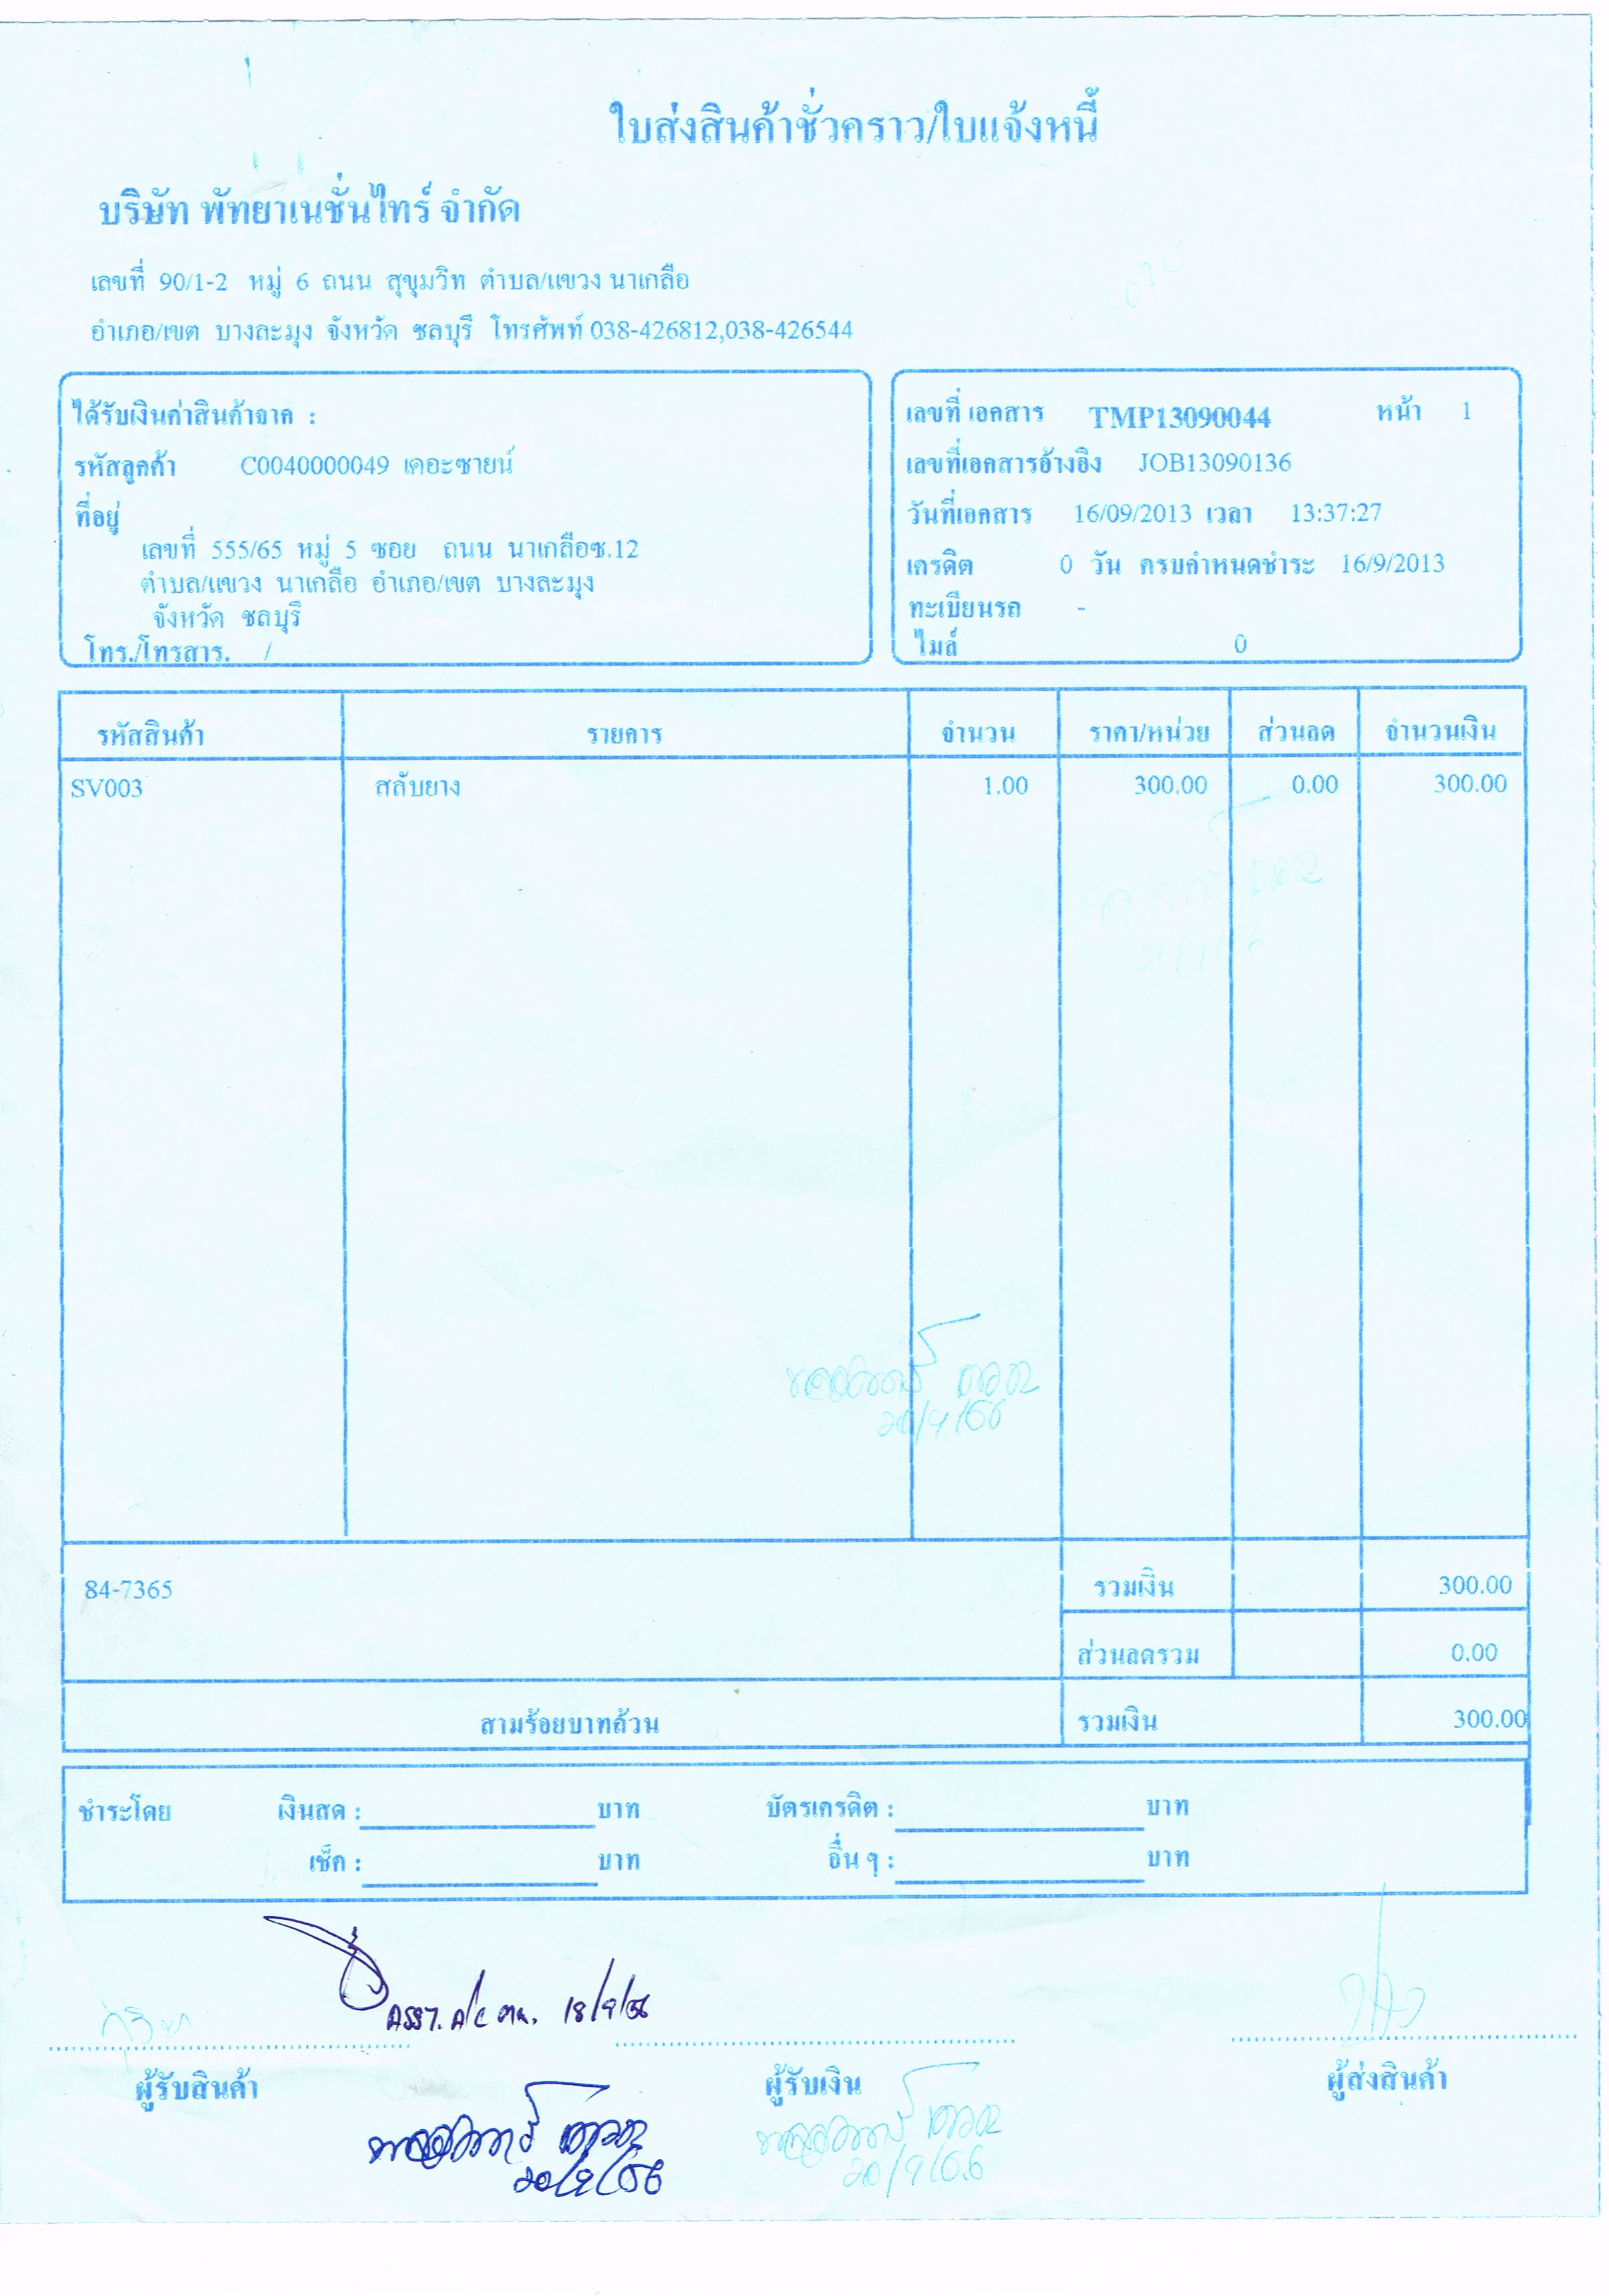 ใบส่งสินค้าชั่วคราว/ใบแจ้งหนี้
บริษัท พัทยาเนชั่นไทร์ จำกัด
เลขที่ 90/1-2 หมู่ 6 ถนน สุขุมวิท ตำบล/แขวง นาเกลือ
อำเภอ/เขต บางละมุง จังหวัด ชลบุรี โทรศัพท์ 038-426812,038-426544
ได้รับเงินค่าสินค้าจาก :
รหัสลูกค้า C0040000049 เดอะซายน์
ที่อยู่
เลขที่ 555/65 หมู่ 5 ซอย ถนน นาเกลือซ.12
ตำบล/แขวง นาเกลือ อำเภอ/เขต บางละมุง
จังหวัด ชลบุรี
โทร./โทรสาร. /
เลขที่ เอกสาร TMP13090044 หน้า 1
เลขที่เอกสารอ้างอิง JOB13090136
วันที่เอกสาร 16/09/2013 เวลา 13:37:27
เครดิต 0 วัน ครบกำหนดชำระ 16/9/2013
ทะเบียนรถ -
ไมล์ 0
รหัสสินค้า รายการ จำนวน ราคา/หน่วย ส่วนลด จำนวนเงิน
SV003 สลับยาง 1.00 300.00 0.00 300.00
20/9/56
84-7365 รวมเงิน 300.00
ส่วนลดรวม 0.00
สามร้อยบาทถ้วน รวมเงิน 300.00
ชำระโดย เงินสด : บาท บัตรเครดิต : บาท
เช็ค : บาท อื่น ๆ : บาท
18/9/56
ผู้รับสินค้า ผู้รับเงิน ผู้ส่งสินค้า
20/9/56 20/9/56